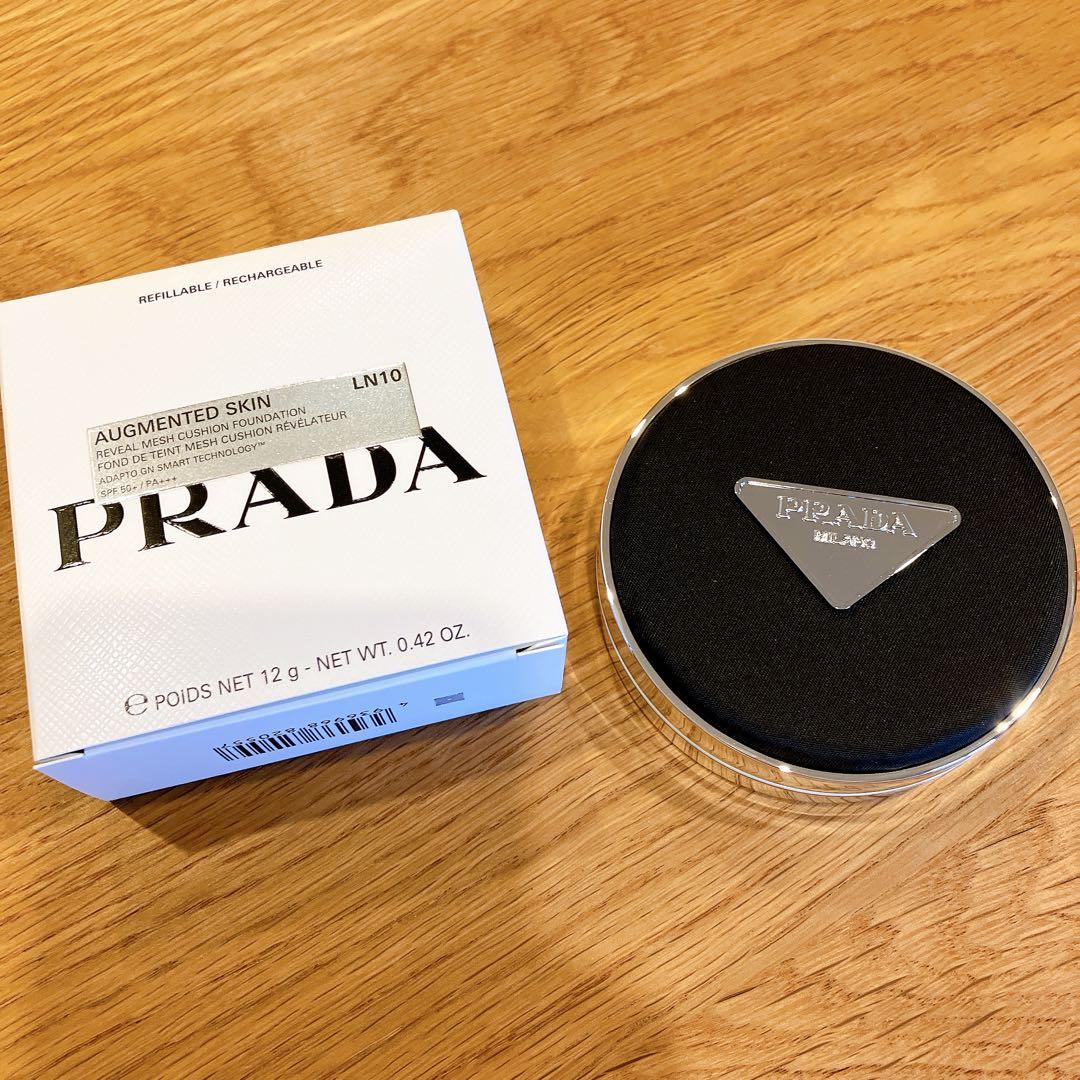 REFILLABLE / RECHARGEABLE
LN10
AUGMENTED SKIN
REVEAL MESH CUSHION FOUNDATION
FOND DE TEINT MESH CUSHION RÉVÉLATEUR
ADAPTO.GN SMART TECHNOLOGY™
SPF 50+ / PA+++
PRADA
℮ POIDS NET 12 g - NET WT. 0.42 OZ.
PRADA
MILANO